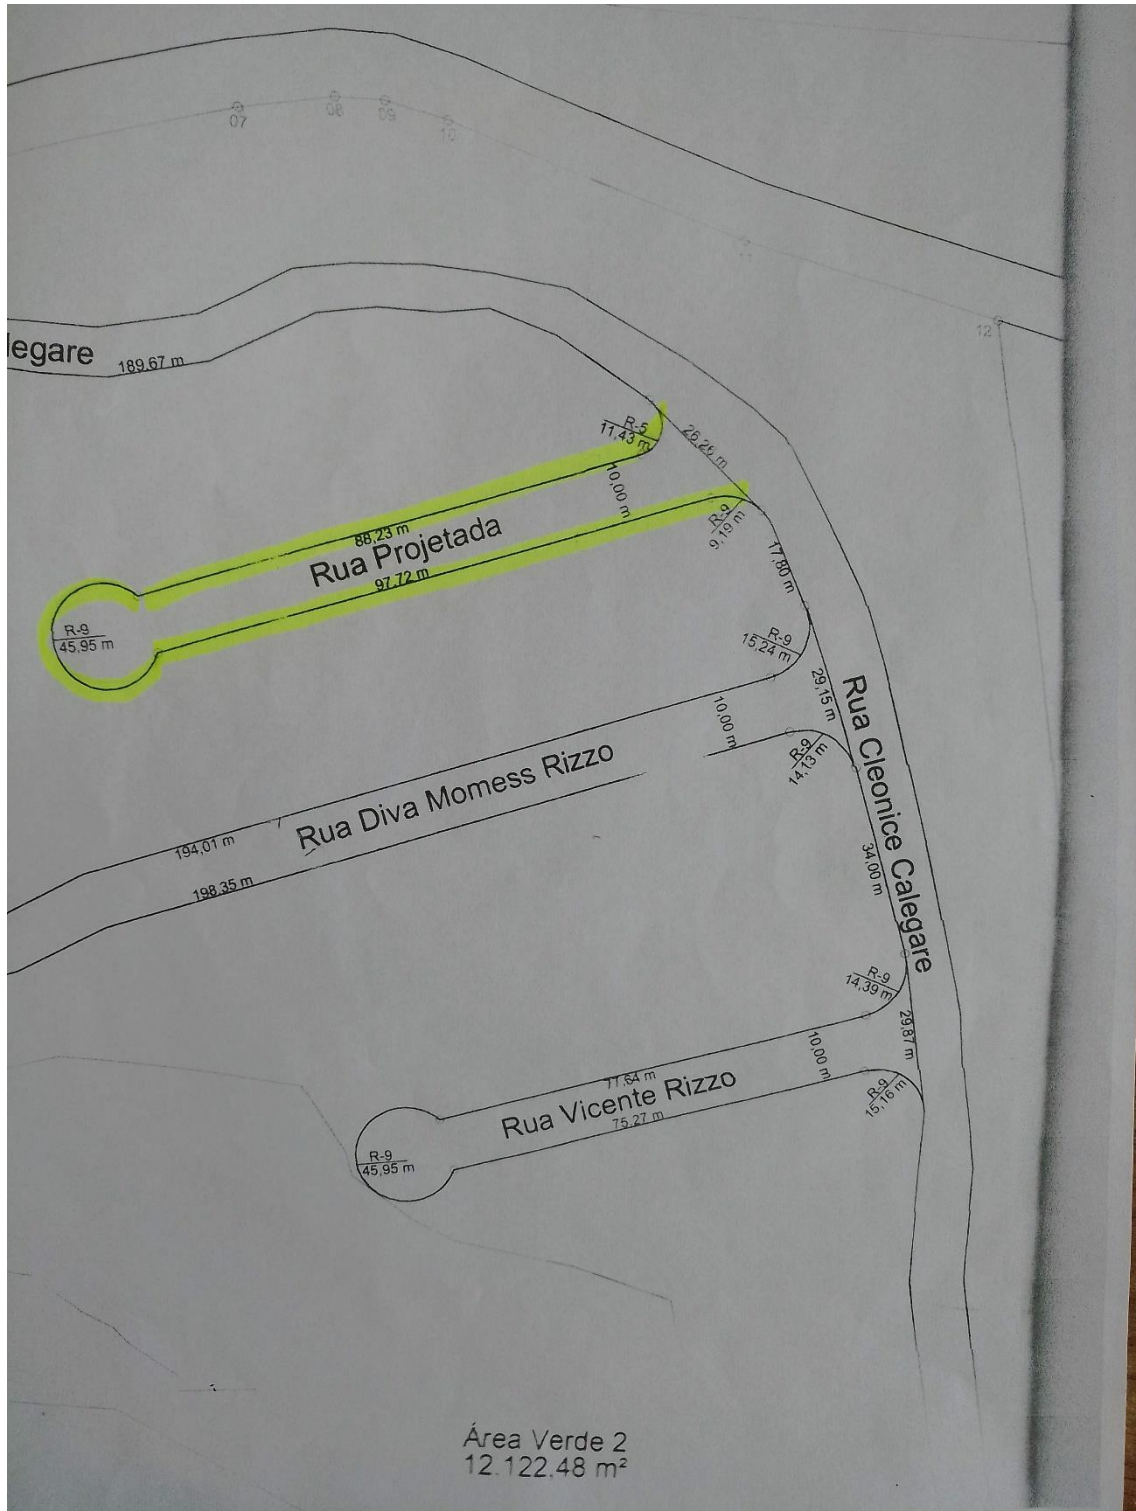 07
08
09
10
11
12
legare
189,67 m
R-5
11,43 m
26,26 m
10,00 m
88,23 m
Rua Projetada
97,72 m
R-9
9,19 m
17,80 m
R-9
45,95 m
R-9
15,24 m
29,15 m
Rua Cleonice Calegare
10,00 m
R-9
14,13 m
Rua Diva Momess Rizzo
194,01 m
198,35 m
34,00 m
R-9
14,39 m
29,87 m
10,00 m
77,64 m
Rua Vicente Rizzo
75,27 m
R-9
15,16 m
R-9
45,95 m
Área Verde 2
12.122,48 m²